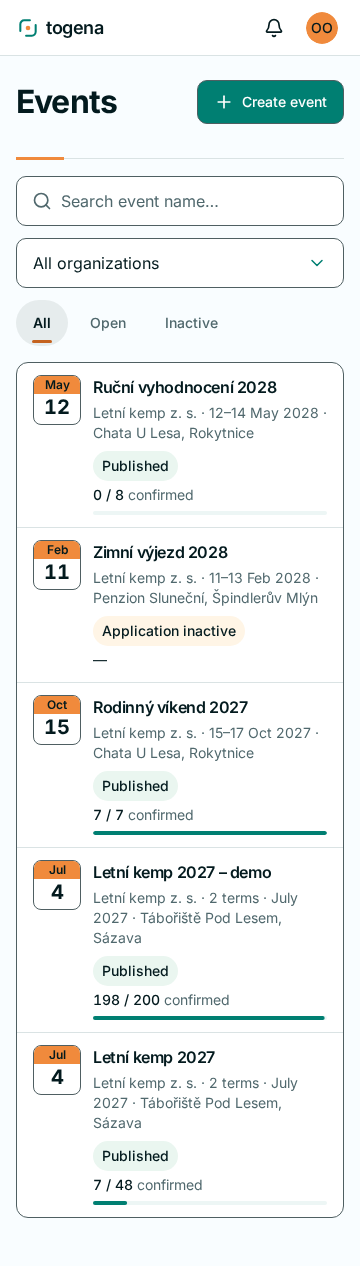 togena
OO
Events
Create event
Search event name...
All organizations
All
Open
Inactive
May
12
Ruční vyhodnocení 2028
Letní kemp z. s. · 12–14 May 2028 ·
Chata U Lesa, Rokytnice
Published
0 / 8 confirmed
Feb
11
Zimní výjezd 2028
Letní kemp z. s. · 11–13 Feb 2028 ·
Penzion Sluneční, Špindlerův Mlýn
Application inactive
—
Oct
15
Rodinný víkend 2027
Letní kemp z. s. · 15–17 Oct 2027 ·
Chata U Lesa, Rokytnice
Published
7 / 7 confirmed
Jul
4
Letní kemp 2027 – demo
Letní kemp z. s. · 2 terms · July
2027 · Tábořiště Pod Lesem,
Sázava
Published
198 / 200 confirmed
Jul
4
Letní kemp 2027
Letní kemp z. s. · 2 terms · July
2027 · Tábořiště Pod Lesem,
Sázava
Published
7 / 48 confirmed